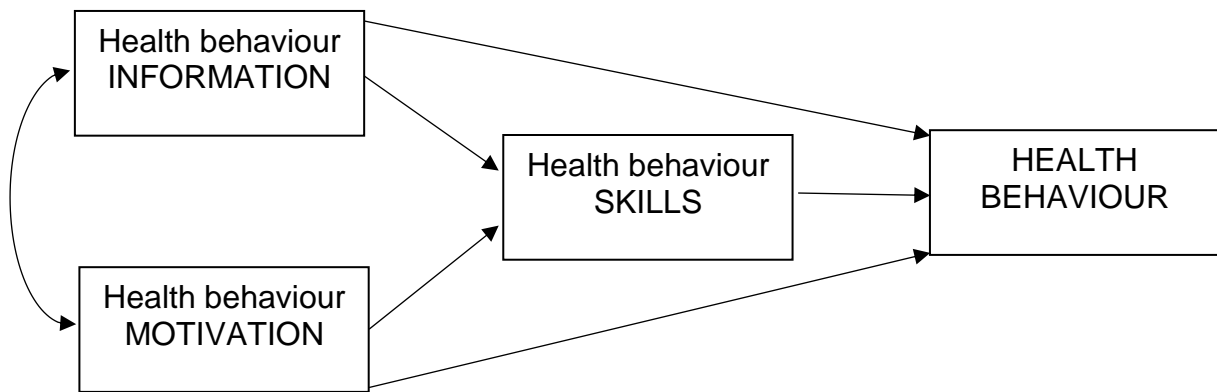 Health behaviour
INFORMATION
Health behaviour
SKILLS
HEALTH
BEHAVIOUR
Health behaviour
MOTIVATION